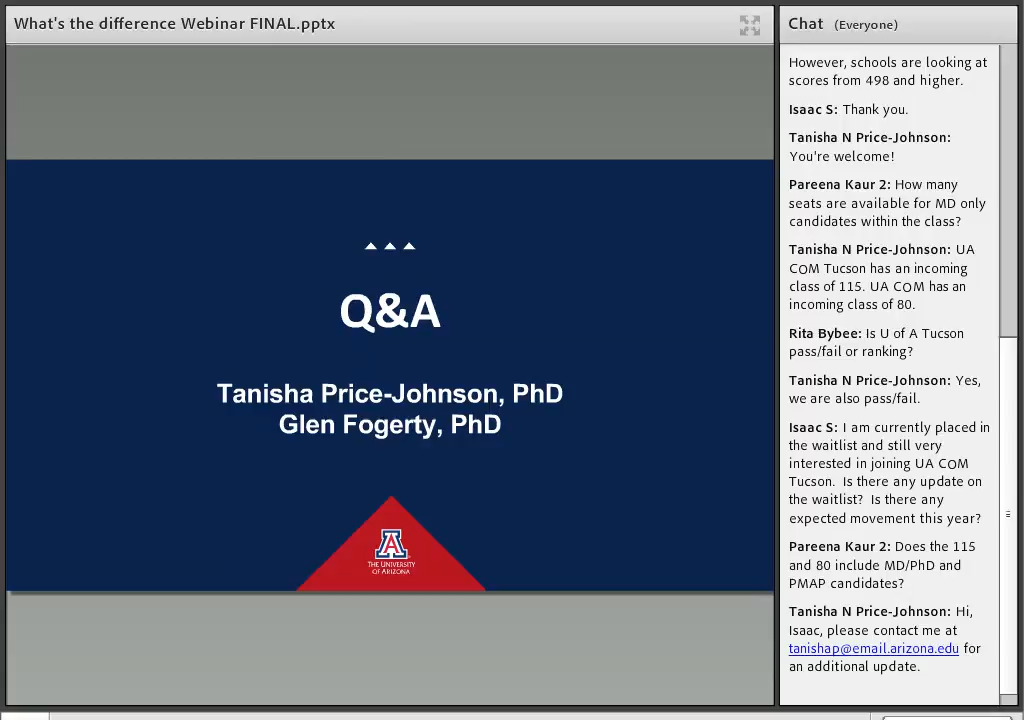 What's the difference Webinar FINAL.pptx
Q&A
Tanisha Price-Johnson, PhD
Glen Fogerty, PhD
A
THE UNIVERSITY
OF ARIZONA
Chat (Everyone)
However, schools are looking at
scores from 498 and higher.
Isaac S: Thank you.
Tanisha N Price-Johnson:
You're welcome!
Pareena Kaur 2: How many
seats are available for MD only
candidates within the class?
Tanisha N Price-Johnson: UA
COM Tucson has an incoming
class of 115. UA COM has an
incoming class of 80.
Rita Bybee: Is U of A Tucson
pass/fail or ranking?
Tanisha N Price-Johnson: Yes,
we are also pass/fail.
Isaac S: I am currently placed in
the waitlist and still very
interested in joining UA COM
Tucson. Is there any update on
the waitlist? Is there any
expected movement this year?
Pareena Kaur 2: Does the 115
and 80 include MD/PhD and
PMAP candidates?
Tanisha N Price-Johnson: Hi,
Isaac, please contact me at
tanishap@email.arizona.edu for
an additional update.